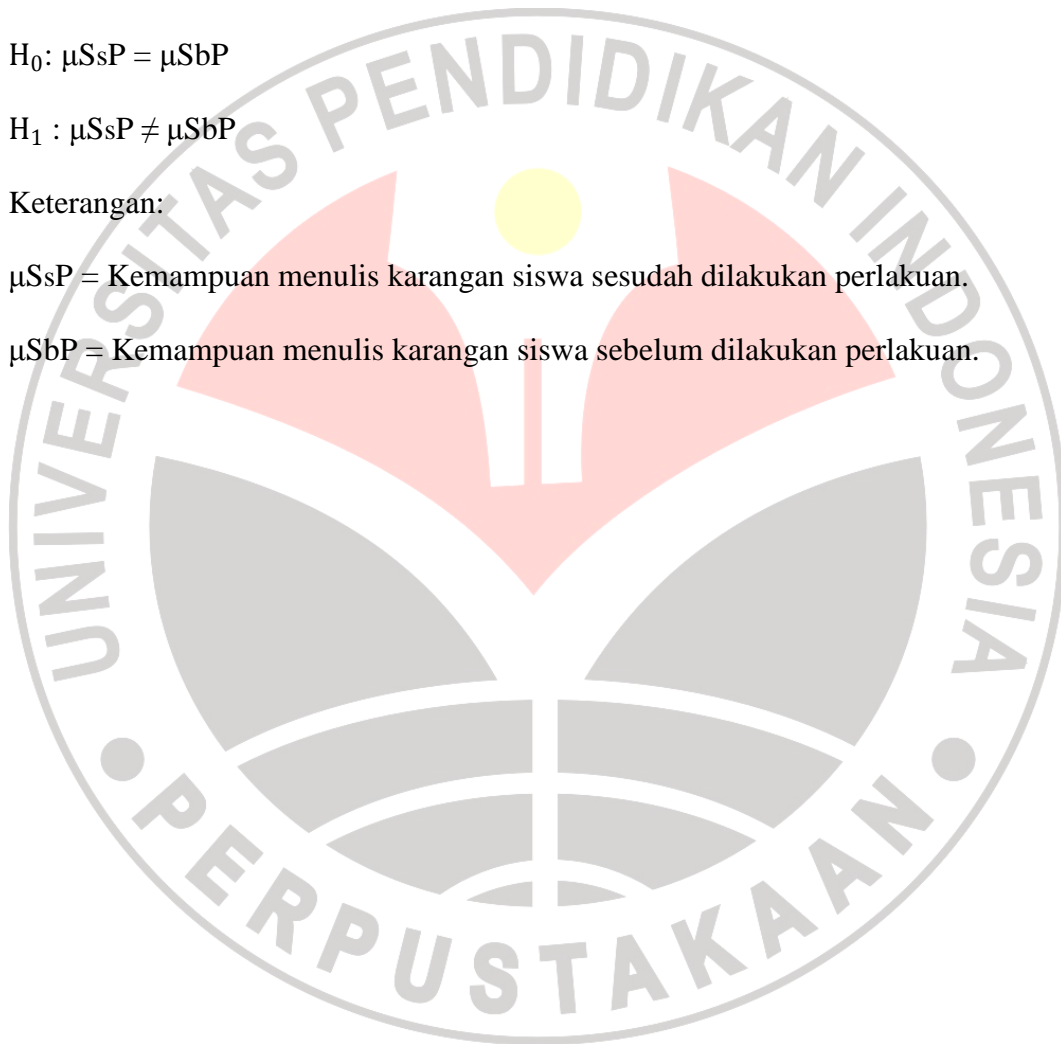 H₀: μSsP = μSbP
H₁ : μSsP ≠ μSbP
Keterangan:
μSsP = Kemampuan menulis karangan siswa sesudah dilakukan perlakuan.
μSbP = Kemampuan menulis karangan siswa sebelum dilakukan perlakuan.
UNIVERSITAS PENDIDIKAN INDONESIA
PERPUSTAKAAN